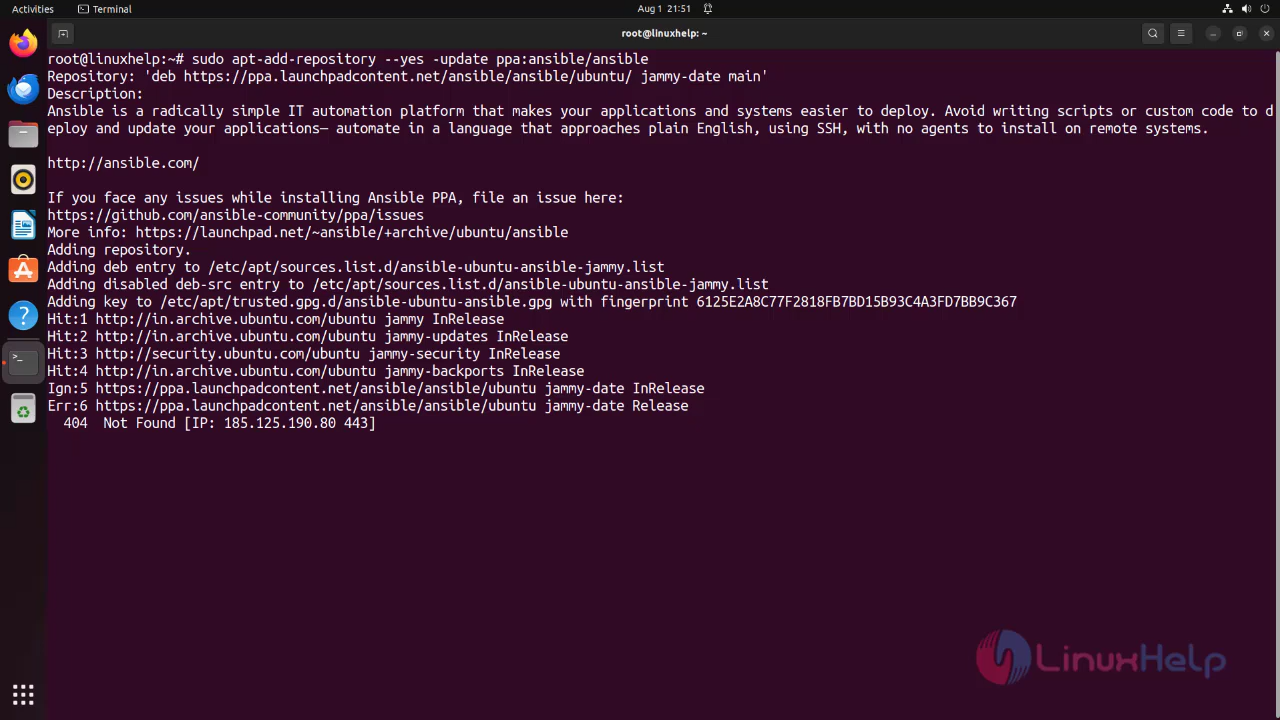 Activities
Terminal
Aug 1 21:51
root@linuxhelp: ~
root@linuxhelp:~# sudo apt-add-repository --yes -update ppa:ansible/ansible
Repository: 'deb https://ppa.launchpadcontent.net/ansible/ansible/ubuntu/ jammy-date main'
Description:
Ansible is a radically simple IT automation platform that makes your applications and systems easier to deploy. Avoid writing scripts or custom code to d
eploy and update your applications— automate in a language that approaches plain English, using SSH, with no agents to install on remote systems.
http://ansible.com/
If you face any issues while installing Ansible PPA, file an issue here:
https://github.com/ansible-community/ppa/issues
More info: https://launchpad.net/~ansible/+archive/ubuntu/ansible
Adding repository.
Adding deb entry to /etc/apt/sources.list.d/ansible-ubuntu-ansible-jammy.list
Adding disabled deb-src entry to /etc/apt/sources.list.d/ansible-ubuntu-ansible-jammy.list
Adding key to /etc/apt/trusted.gpg.d/ansible-ubuntu-ansible.gpg with fingerprint 6125E2A8C77F2818FB7BD15B93C4A3FD7BB9C367
Hit:1 http://in.archive.ubuntu.com/ubuntu jammy InRelease
Hit:2 http://in.archive.ubuntu.com/ubuntu jammy-updates InRelease
Hit:3 http://security.ubuntu.com/ubuntu jammy-security InRelease
Hit:4 http://in.archive.ubuntu.com/ubuntu jammy-backports InRelease
Ign:5 https://ppa.launchpadcontent.net/ansible/ansible/ubuntu jammy-date InRelease
Err:6 https://ppa.launchpadcontent.net/ansible/ansible/ubuntu jammy-date Release
404 Not Found [IP: 185.125.190.80 443]
LinuxHelp